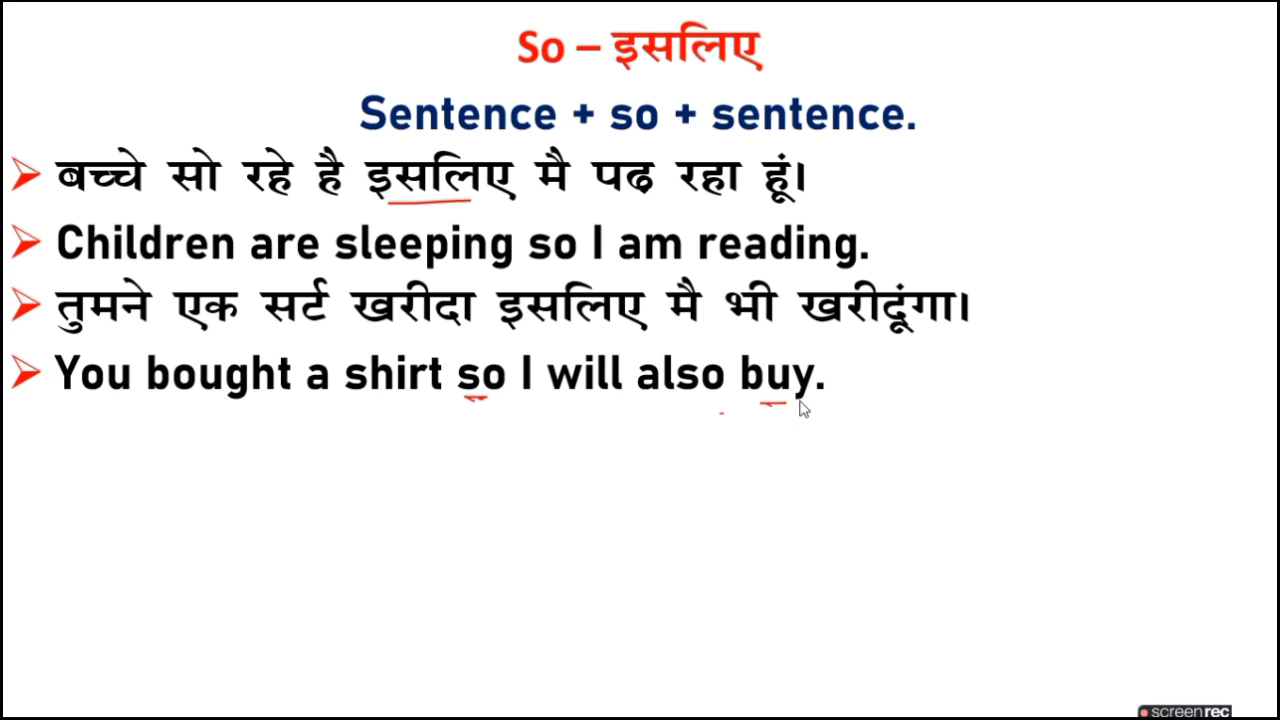 So – इसलिए
Sentence + so + sentence.
बच्चे सो रहे है इसलिए मै पढ रहा हूं।
Children are sleeping so I am reading.
तुमने एक सर्ट खरीदा इसलिए मै भी खरीदूंगा।
You bought a shirt so I will also buy.
screenrec